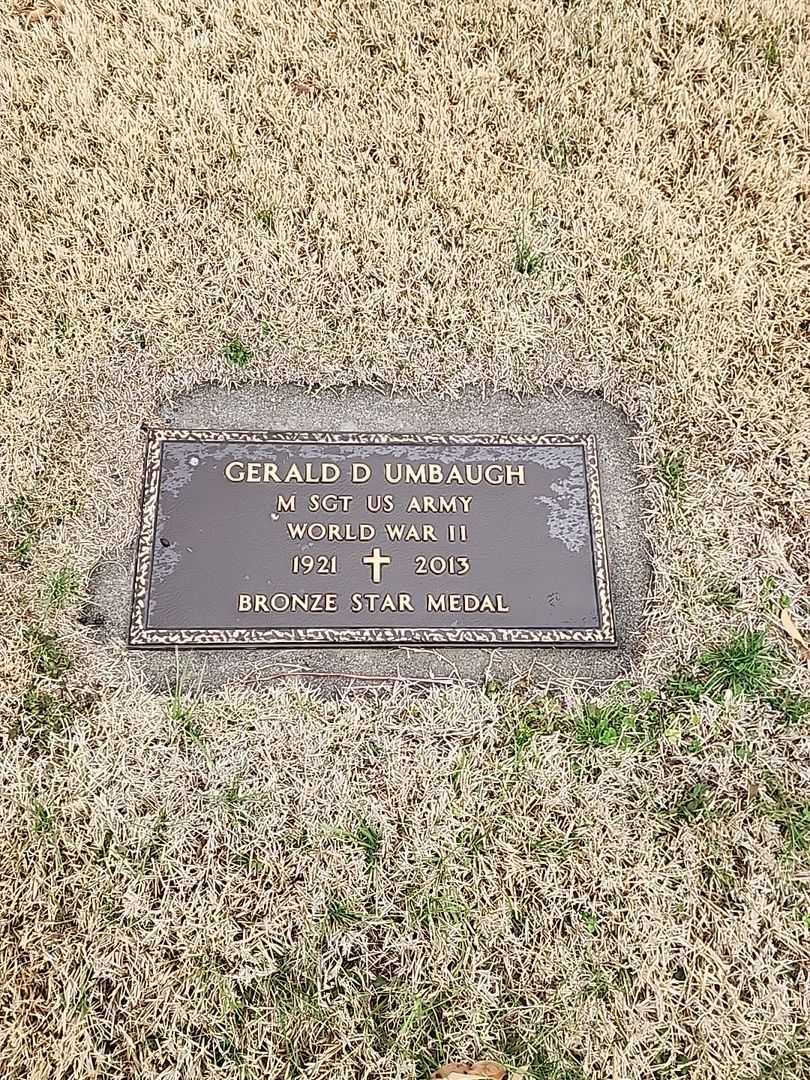 GERALD D UMBAUGH
M SGT US ARMY
WORLD WAR II
1921 2013
BRONZE STAR MEDAL